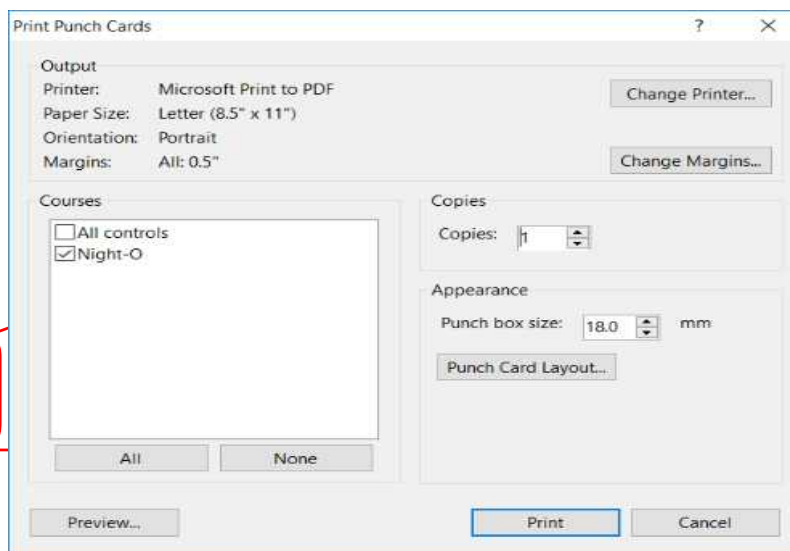 Print Punch Cards ? ×
Output
Printer: Microsoft Print to PDF
Change Printer...
Paper Size: Letter (8.5" x 11")
Orientation: Portrait
Margins: All: 0.5"
Change Margins...
Courses
All controls
Night-O
All None
Copies
Copies: 1
Appearance
Punch box size: 18.0 mm
Punch Card Layout...
Preview... Print Cancel